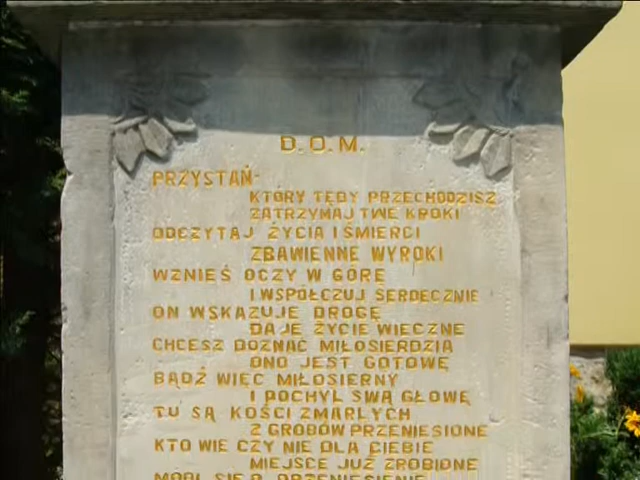 D.O.M.
PRZYSTAŃ
KTÓRY TĘDY PRZECHODZISZ
ZATRZYMAJ TWE KROKI
ODCZYTAJ ŻYCIA I ŚMIERCI
ZBAWIENNE WYROKI
WZNIEŚ OCZY W GÓRĘ
I WSPÓŁCZUJ SERDECZNIE
ON WSKAZUJE DROGĘ
DAJE ŻYCIE WIECZNE
CHCESZ DOZNAĆ MIŁOSIERDZIA
ONO JEST GOTOWE
BĄDŹ WIĘC MIŁOSIERNY
I POCHYL SWĄ GŁOWĘ
TU SĄ KOŚCI ZMARŁYCH
Z GROBÓW PRZENIESIONE
KTO WIE CZY NIE DLA CIEBIE
MIEJSCE JUŻ ZROBIONE
MÓDL SIĘ